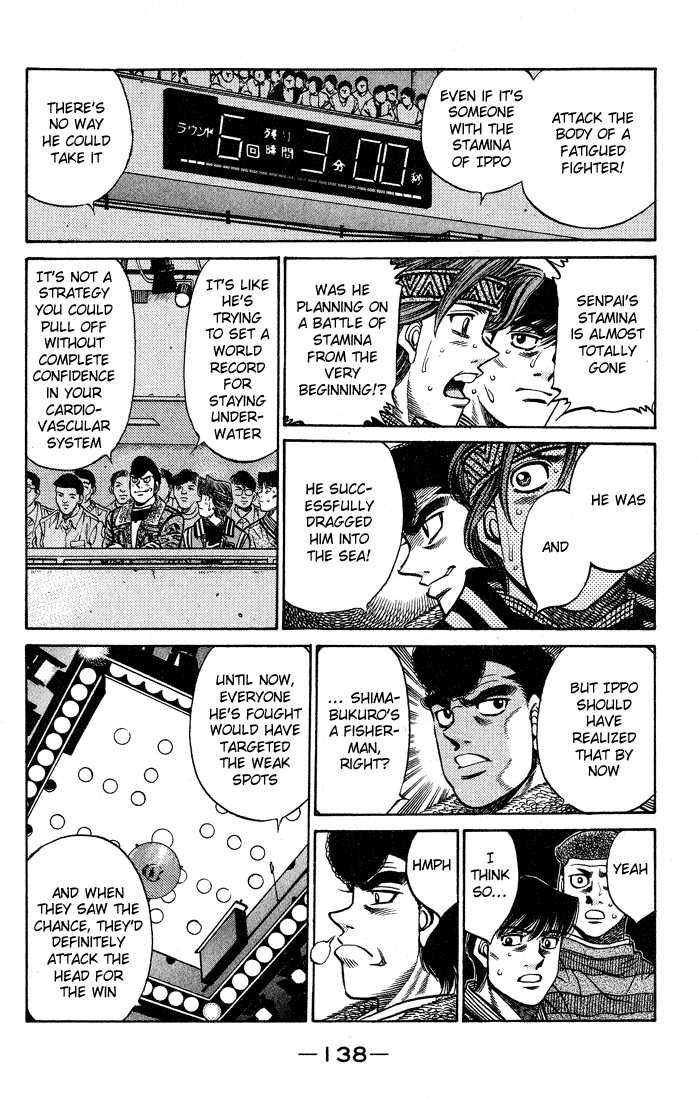 ATTACK THE
BODY OF A
FATIGUED
FIGHTER!
EVEN IF IT'S
SOMEONE
WITH THE
STAMINA
OF IPPO
ラウンド 6 回 残り時間 3 分 00 秒
THERE'S
NO WAY
HE COULD
TAKE IT
SENPAI'S
STAMINA
IS ALMOST
TOTALLY
GONE
WAS HE
PLANNING ON
A BATTLE OF
STAMINA
FROM THE
VERY
BEGINNING!?
HE WAS
AND
HE SUCC-
ESSFULLY
DRAGGED
HIM INTO
THE SEA!
IT'S LIKE
HE'S
TRYING
TO SET A
WORLD
RECORD
FOR
STAYING
UNDER-
WATER
IT'S NOT A
STRATEGY
YOU COULD
PULL OFF
WITHOUT
COMPLETE
CONFIDENCE
IN YOUR
CARDIO-
VASCULAR
SYSTEM
BUT IPPO
SHOULD
HAVE
REALIZED
THAT BY
NOW
... SHIMA-
BUKURO'S
A FISHER-
MAN,
RIGHT?
YEAH
I
THINK
SO...
HMPH
UNTIL NOW,
EVERYONE
HE'S FOUGHT
WOULD HAVE
TARGETED
THE WEAK
SPOTS
AND WHEN
THEY SAW THE
CHANCE, THEY'D
DEFINITELY
ATTACK THE
HEAD FOR
THE WIN
—138—